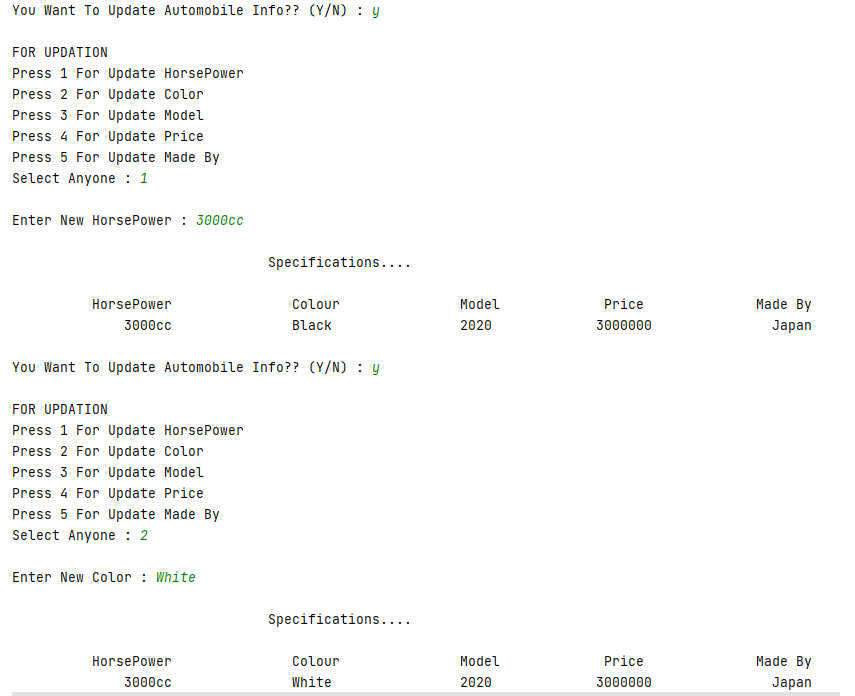 You Want To Update Automobile Info?? (Y/N) : y
FOR UPDATION
Press 1 For Update HorsePower
Press 2 For Update Color
Press 3 For Update Model
Press 4 For Update Price
Press 5 For Update Made By
Select Anyone : 1
Enter New HorsePower : 3000cc
Specifications....
HorsePower Colour Model Price Made By
3000cc Black 2020 3000000 Japan
You Want To Update Automobile Info?? (Y/N) : y
FOR UPDATION
Press 1 For Update HorsePower
Press 2 For Update Color
Press 3 For Update Model
Press 4 For Update Price
Press 5 For Update Made By
Select Anyone : 2
Enter New Color : White
Specifications....
HorsePower Colour Model Price Made By
3000cc White 2020 3000000 Japan